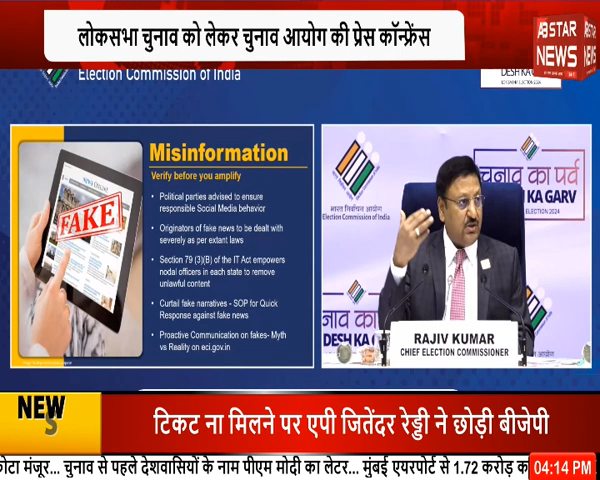 लोकसभा चुनाव को लेकर चुनाव आयोग की प्रेस कॉन्फ्रेंस
STAR
NEWS
STAR
NEWS
Election Commission of India
Misinformation
Verify before you amplify
• Political parties advised to ensure
responsible Social Media behavior
• Originators of fake news to be dealt with
severely as per extant laws
• Section 79 (3)(B) of the IT Act empowers
nodal officers in each state to remove
unlawful content
• Curtail fake narratives - SOP for Quick
Response against fake news
• Proactive Communication on fakes- Myth
vs Reality on eci.gov.in
FAKE
भारत निर्वाचन आयोग
Election Commission of India
चुनाव का पर्व
KA GARV
ELECTION 2024
DESH KA
RAJIV KUMAR
CHIEF ELECTION COMMISSIONER
NEWS
टिकट ना मिलने पर एपी जितेंदर रेड्डी ने छोड़ी बीजेपी
कोटा मंजूर... चुनाव से पहले देशवासियों के नाम पीएम मोदी का लेटर... मुंबई एयरपोर्ट से 1.72 करोड़
04:14 PM